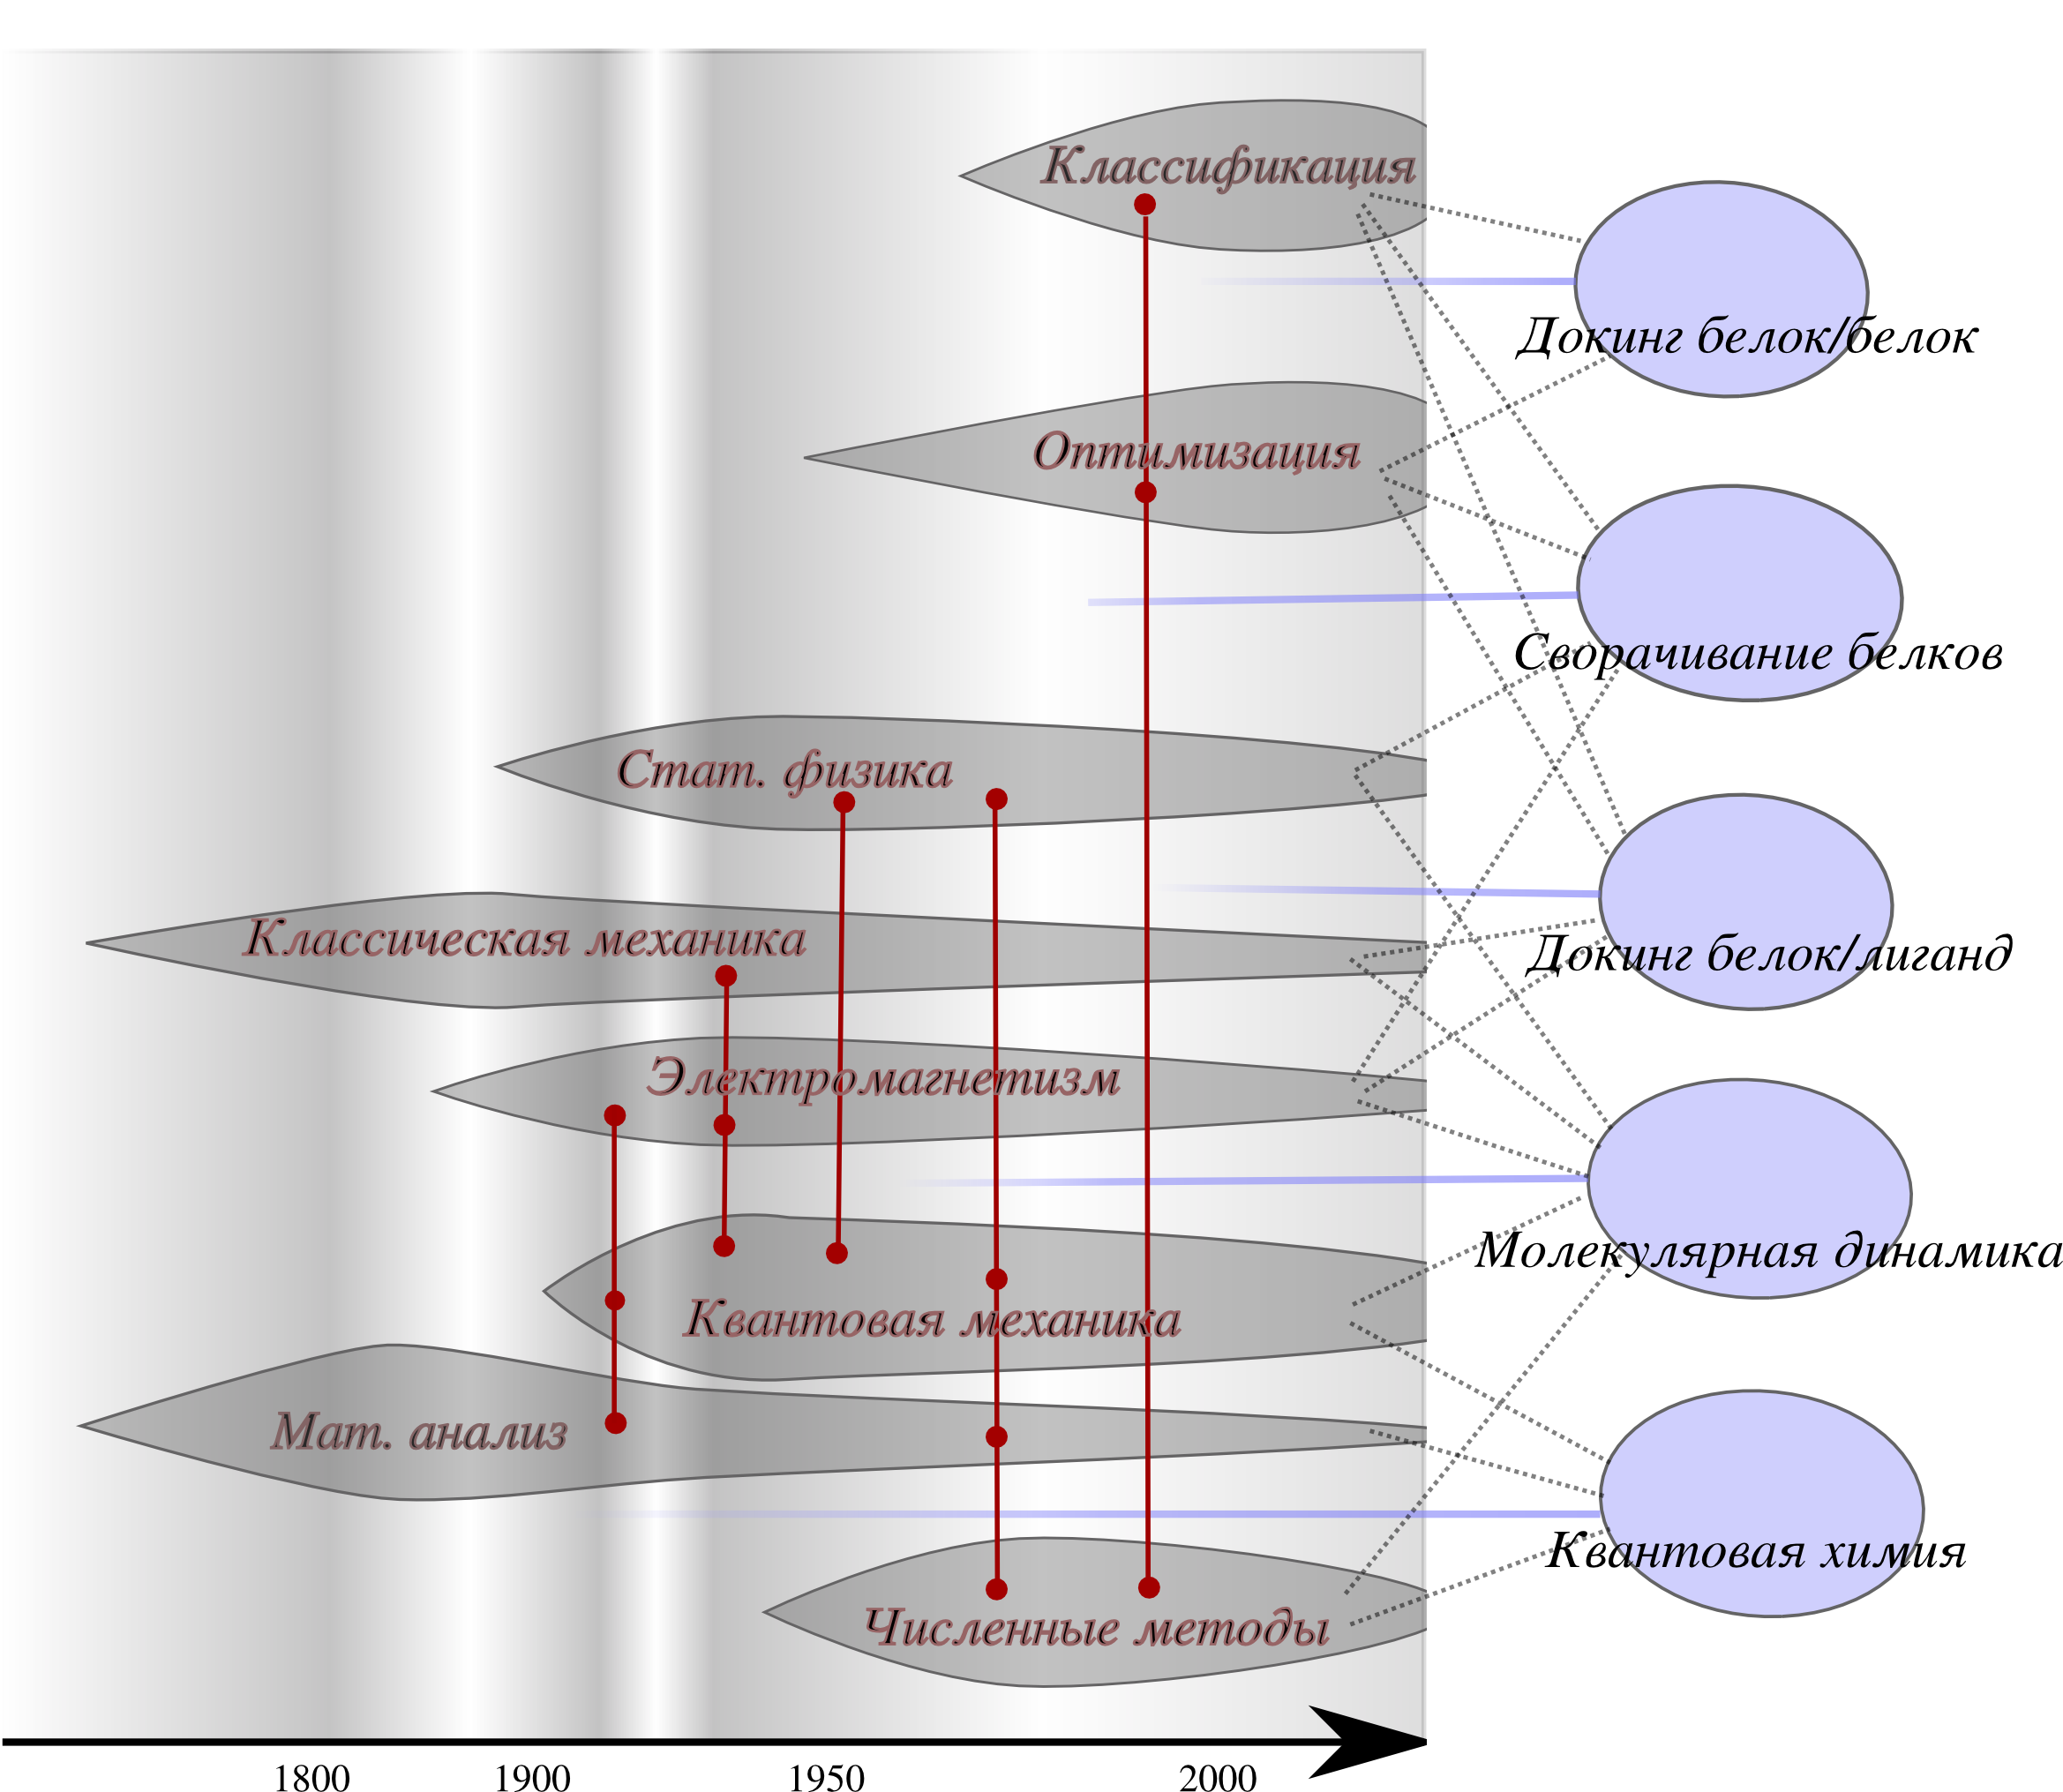 Классификация
Докинг белок/белок
Оптимизация
Сворачивание белков
Стат. физика
Классическая механика
Докинг белок/лиганд
Электромагнетизм
Молекулярная динамика
Квантовая механика
Мат. анализ
Квантовая химия
Численные методы
1800 1900 1950 2000